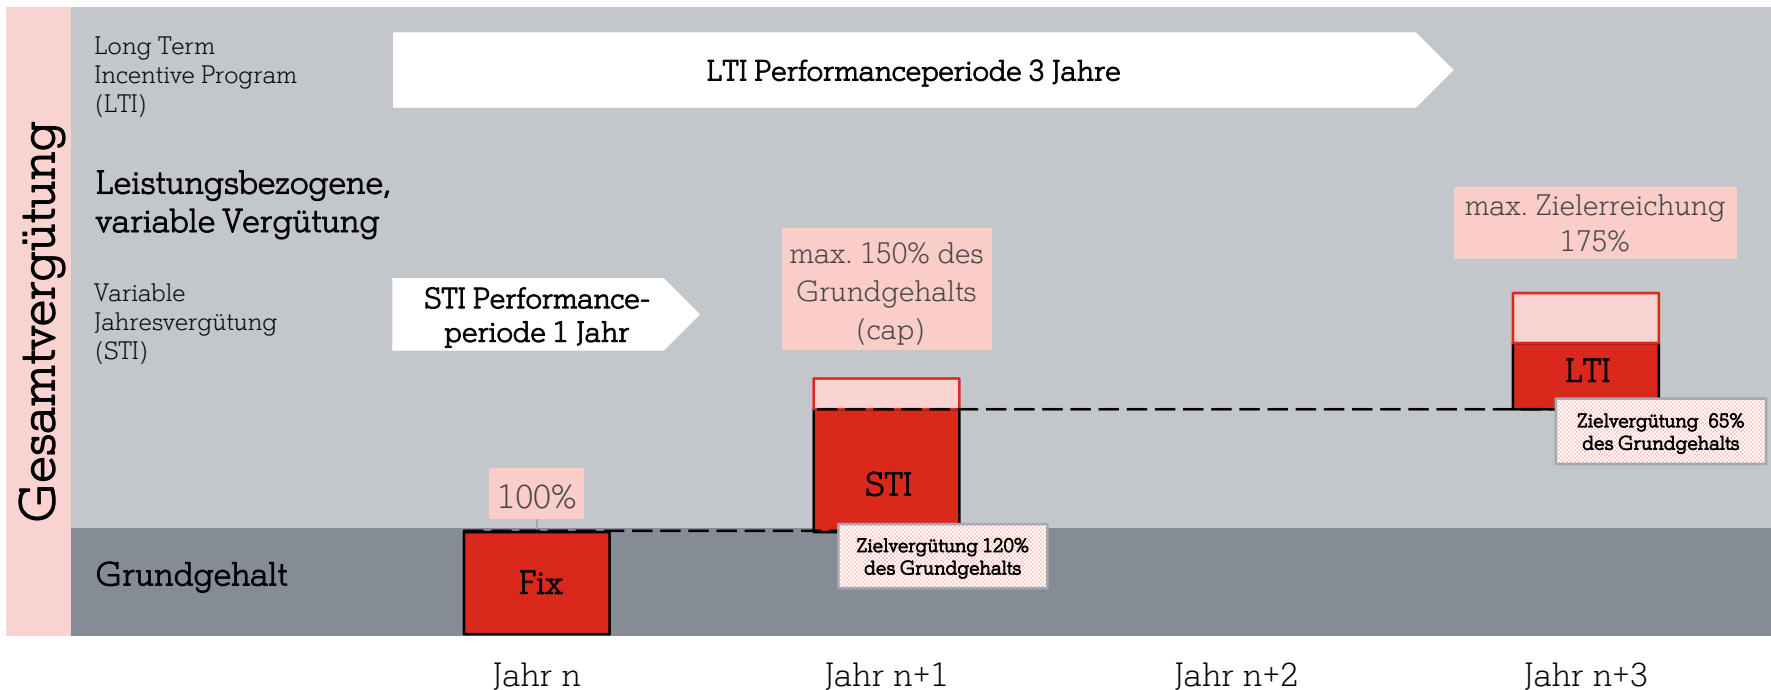 Gesamtvergütung
Long Term
Incentive Program
(LTI)
LTI Performanceperiode 3 Jahre
Leistungsbezogene,
variable Vergütung
Variable
Jahresvergütung
(STI)
STI Performance-
periode 1 Jahr
max. 150% des
Grundgehalts
(cap)
max. Zielerreichung
175%
LTI
Zielvergütung 65%
des Grundgehalts
STI
100%
Zielvergütung 120%
des Grundgehalts
Grundgehalt
Fix
Jahr n
Jahr n+1
Jahr n+2
Jahr n+3